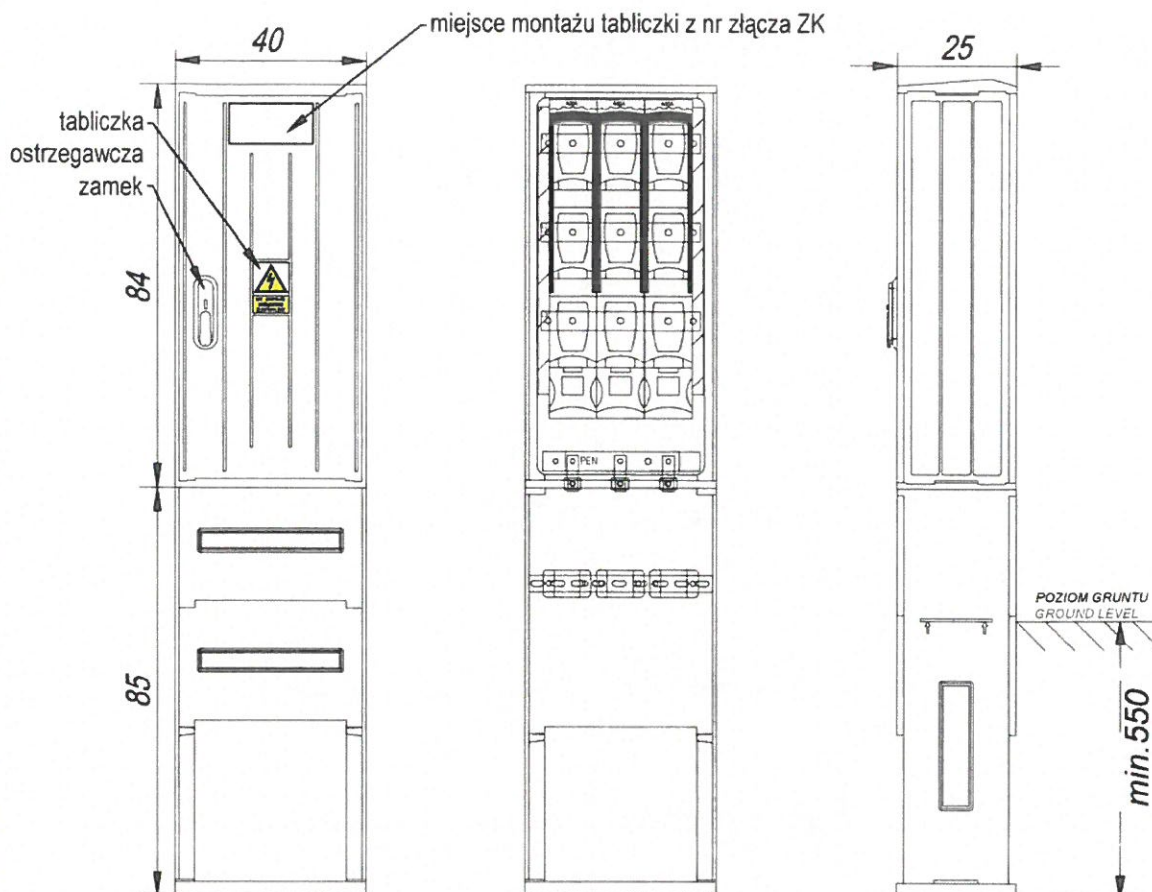 miejsce montażu tabliczki z nr złącza ZK
40
25
tabliczka
ostrzegawcza
zamek
84
PEN
POZIOM GRUNTU
GROUND LEVEL
85
min.550